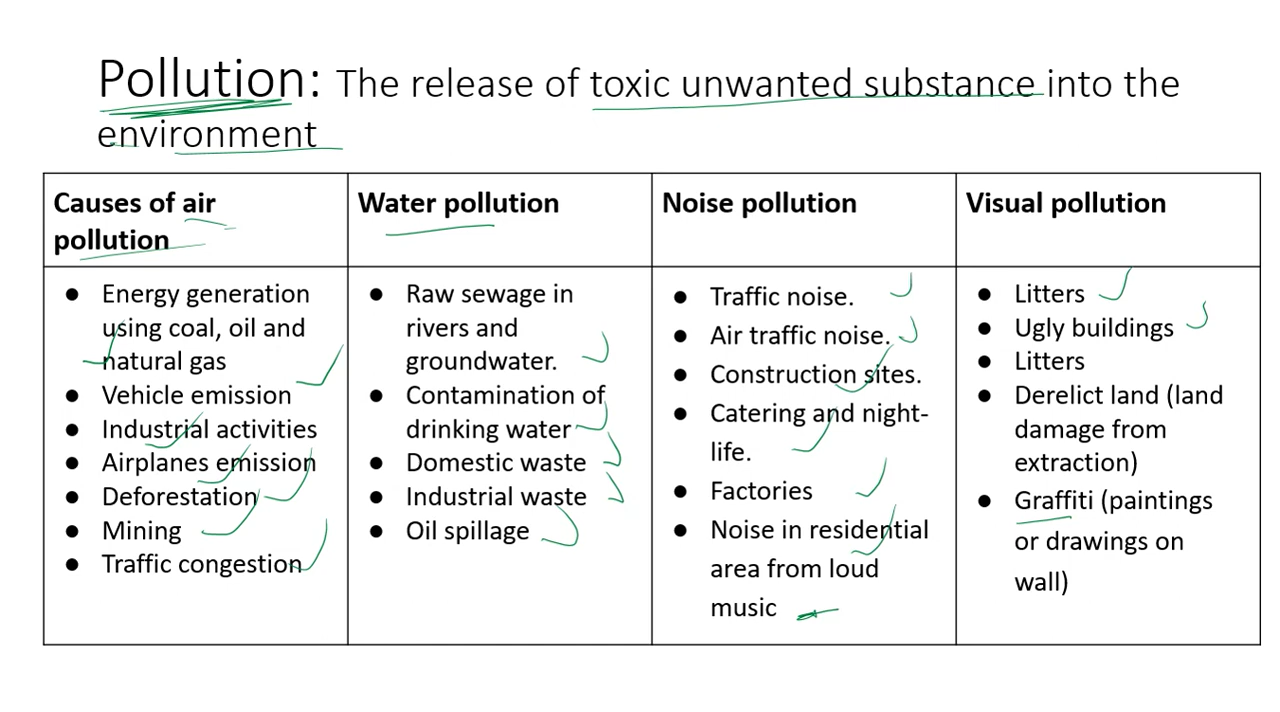 Pollution: The release of toxic unwanted substance into the
environment
Causes of air
pollution
Water pollution
Noise pollution
Visual pollution
● Energy generation
using coal, oil and
natural gas
● Vehicle emission
● Industrial activities
● Airplanes emission
● Deforestation
● Mining
● Traffic congestion
● Raw sewage in
rivers and
groundwater.
● Contamination of
drinking water
● Domestic waste
● Industrial waste
● Oil spillage
● Traffic noise.
● Air traffic noise.
● Construction sites.
● Catering and night-
life.
● Factories
● Noise in residential
area from loud
music
● Litters
● Ugly buildings
● Litters
● Derelict land (land
damage from
extraction)
● Graffiti (paintings
or drawings on
wall)